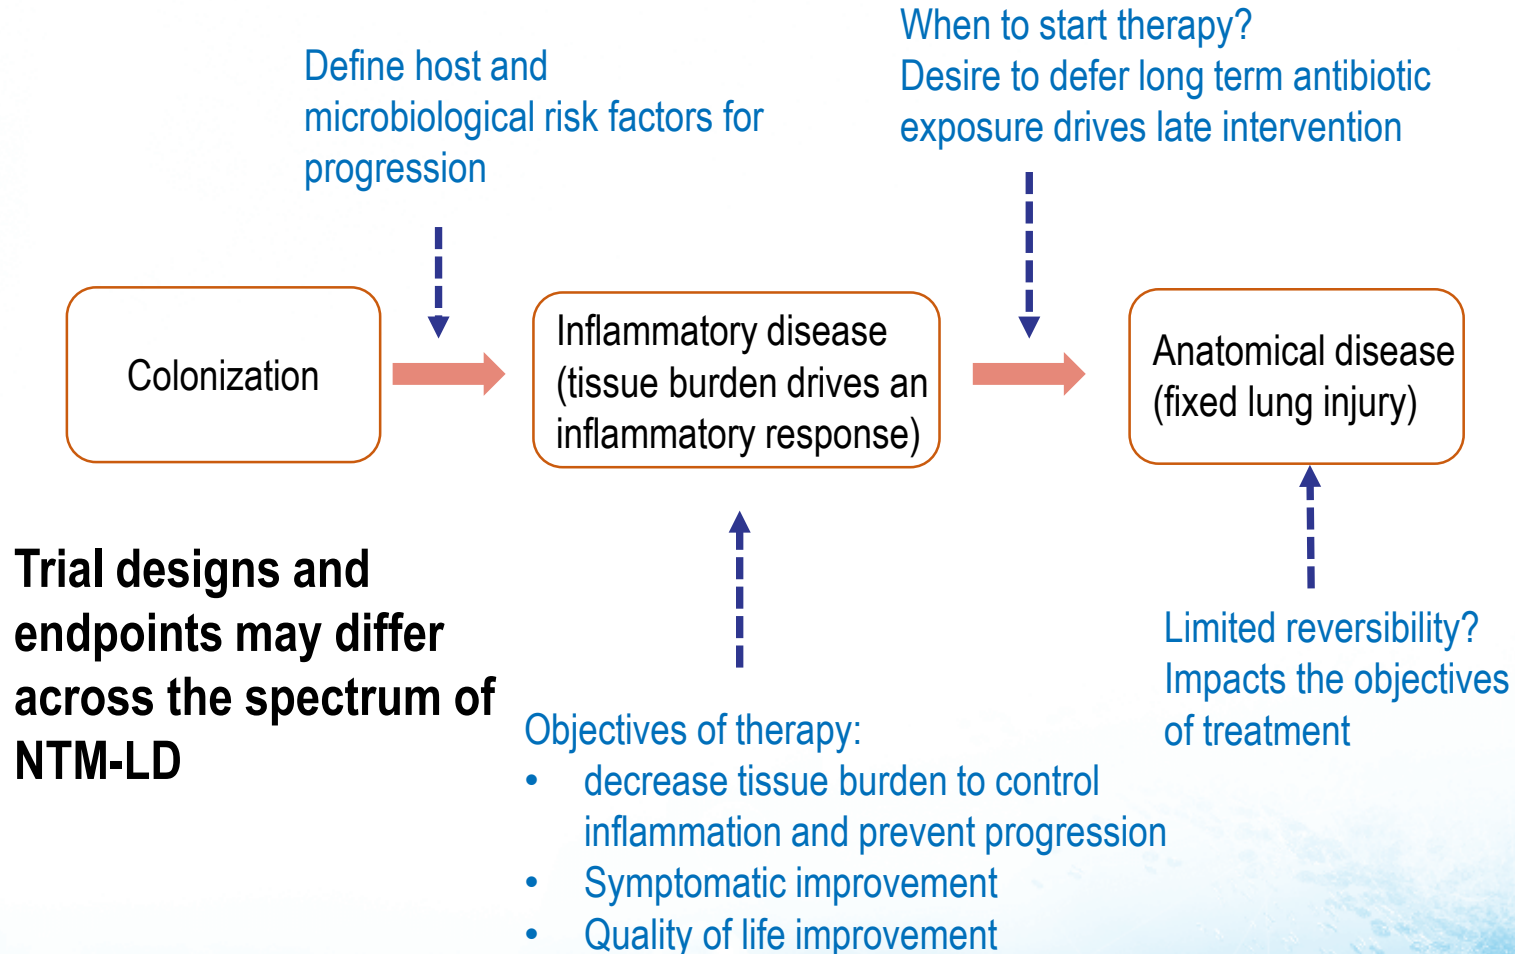 Define host and
microbiological risk factors for
progression
When to start therapy?
Desire to defer long term antibiotic
exposure drives late intervention
Colonization
Inflammatory disease
(tissue burden drives an
inflammatory response)
Anatomical disease
(fixed lung injury)
Trial designs and
endpoints may differ
across the spectrum of
NTM-LD
Objectives of therapy:
• decrease tissue burden to control
inflammation and prevent progression
• Symptomatic improvement
• Quality of life improvement
Limited reversibility?
Impacts the objectives
of treatment